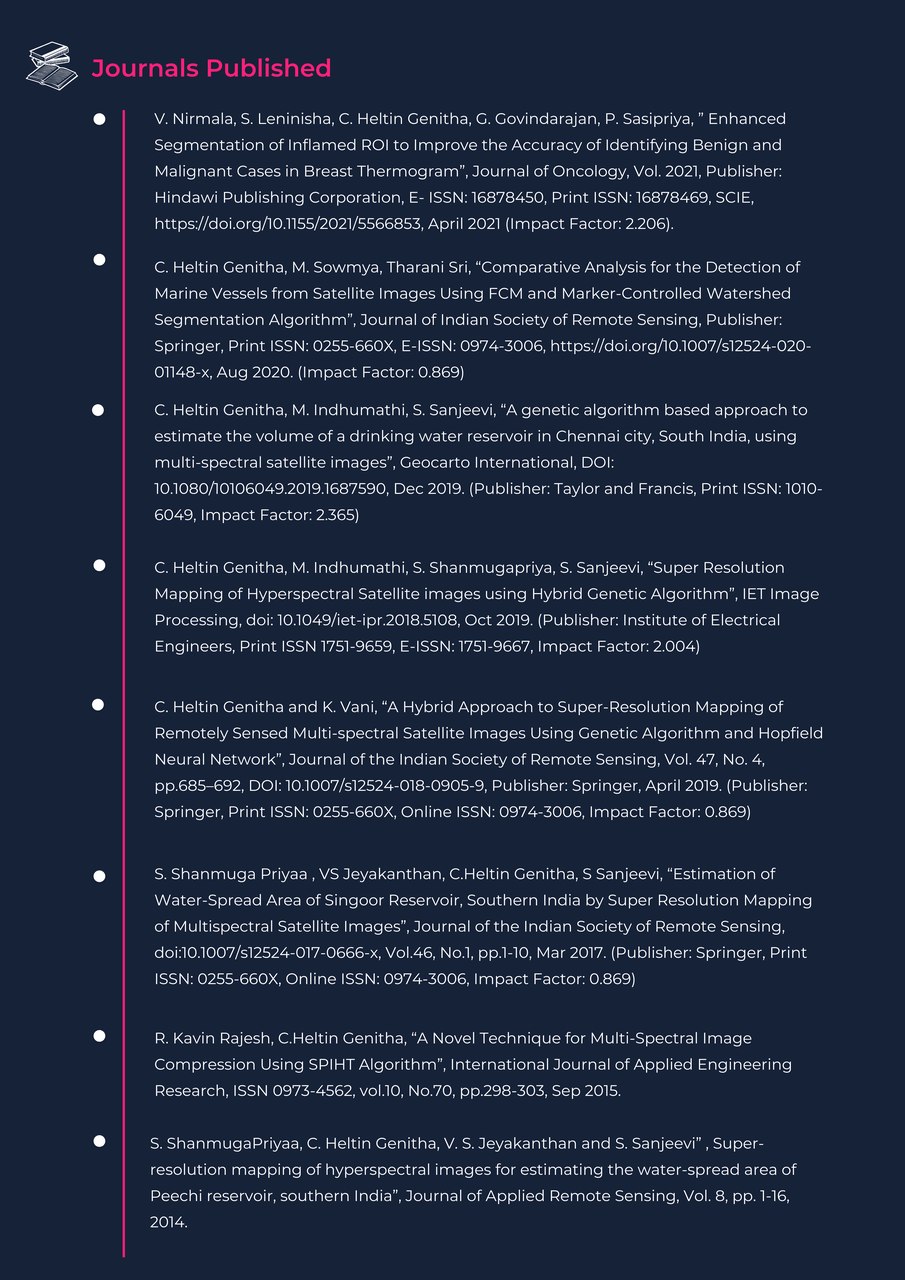 Journals Published
V. Nirmala, S. Leninisha, C. Heltin Genitha, G. Govindarajan, P. Sasipriya, ” Enhanced
Segmentation of Inflamed ROI to Improve the Accuracy of Identifying Benign and
Malignant Cases in Breast Thermogram”, Journal of Oncology, Vol. 2021, Publisher:
Hindawi Publishing Corporation, E- ISSN: 16878450, Print ISSN: 16878469, SCIE,
https://doi.org/10.1155/2021/5566853, April 2021 (Impact Factor: 2.206).
C. Heltin Genitha, M. Sowmya, Tharani Sri, “Comparative Analysis for the Detection of
Marine Vessels from Satellite Images Using FCM and Marker-Controlled Watershed
Segmentation Algorithm”, Journal of Indian Society of Remote Sensing, Publisher:
Springer, Print ISSN: 0255-660X, E-ISSN: 0974-3006, https://doi.org/10.1007/s12524-020-
01148-x, Aug 2020. (Impact Factor: 0.869)
C. Heltin Genitha, M. Indhumathi, S. Sanjeevi, “A genetic algorithm based approach to
estimate the volume of a drinking water reservoir in Chennai city, South India, using
multi-spectral satellite images”, Geocarto International, DOI:
10.1080/10106049.2019.1687590, Dec 2019. (Publisher: Taylor and Francis, Print ISSN: 1010-
6049, Impact Factor: 2.365)
C. Heltin Genitha, M. Indhumathi, S. Shanmugapriya, S. Sanjeevi, “Super Resolution
Mapping of Hyperspectral Satellite images using Hybrid Genetic Algorithm”, IET Image
Processing, doi: 10.1049/iet-ipr.2018.5108, Oct 2019. (Publisher: Institute of Electrical
Engineers, Print ISSN 1751-9659, E-ISSN: 1751-9667, Impact Factor: 2.004)
C. Heltin Genitha and K. Vani, “A Hybrid Approach to Super-Resolution Mapping of
Remotely Sensed Multi-spectral Satellite Images Using Genetic Algorithm and Hopfield
Neural Network”, Journal of the Indian Society of Remote Sensing, Vol. 47, No. 4,
pp.685–692, DOI: 10.1007/s12524-018-0905-9, Publisher: Springer, April 2019. (Publisher:
Springer, Print ISSN: 0255-660X, Online ISSN: 0974-3006, Impact Factor: 0.869)
S. Shanmuga Priyaa , VS Jeyakanthan, C.Heltin Genitha, S Sanjeevi, “Estimation of
Water-Spread Area of Singoor Reservoir, Southern India by Super Resolution Mapping
of Multispectral Satellite Images”, Journal of the Indian Society of Remote Sensing,
doi:10.1007/s12524-017-0666-x, Vol.46, No.1, pp.1-10, Mar 2017. (Publisher: Springer, Print
ISSN: 0255-660X, Online ISSN: 0974-3006, Impact Factor: 0.869)
R. Kavin Rajesh, C.Heltin Genitha, “A Novel Technique for Multi-Spectral Image
Compression Using SPIHT Algorithm”, International Journal of Applied Engineering
Research, ISSN 0973-4562, vol.10, No.70, pp.298-303, Sep 2015.
S. ShanmugaPriyaa, C. Heltin Genitha, V. S. Jeyakanthan and S. Sanjeevi” , Super-
resolution mapping of hyperspectral images for estimating the water-spread area of
Peechi reservoir, southern India”, Journal of Applied Remote Sensing, Vol. 8, pp. 1-16,
2014.